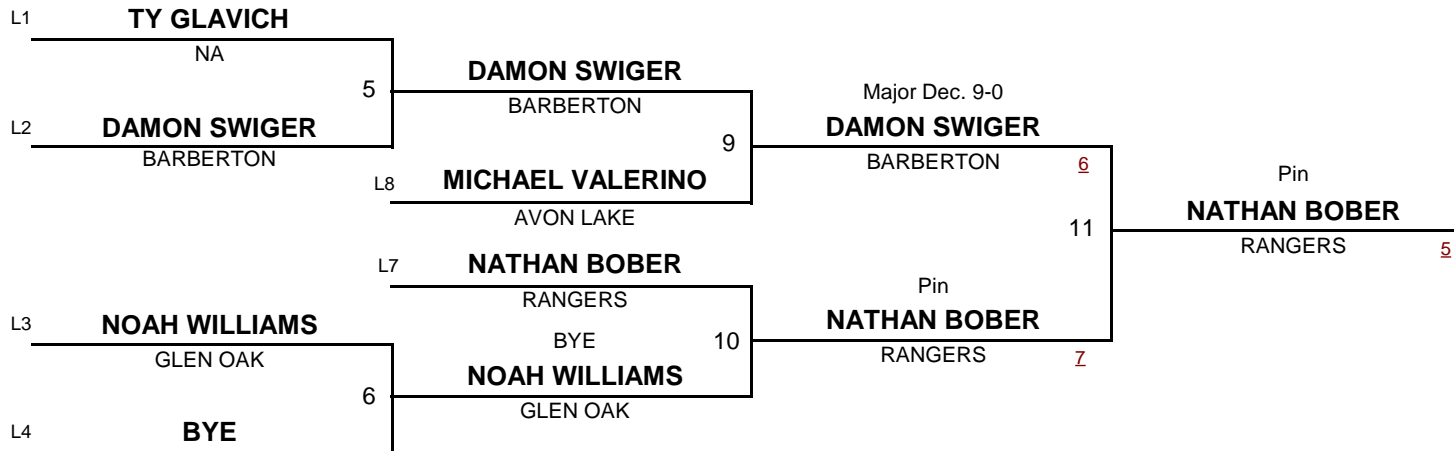 L1 TY GLAVICH
NA
5 DAMON SWIGER
BARBERTON
L2 DAMON SWIGER
BARBERTON
9 Major Dec. 9-0
DAMON SWIGER
BARBERTON 6
L8 MICHAEL VALERINO
AVON LAKE
11 Pin
NATHAN BOBER
RANGERS 5
L7 NATHAN BOBER
RANGERS
10 Pin
NATHAN BOBER
RANGERS 7
L3 NOAH WILLIAMS
GLEN OAK
BYE
6 NOAH WILLIAMS
GLEN OAK
L4 BYE